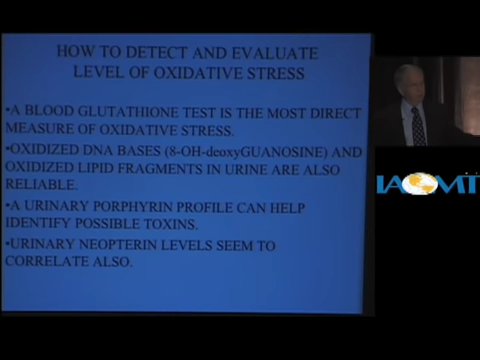 HOW TO DETECT AND EVALUATE
LEVEL OF OXIDATIVE STRESS
•A BLOOD GLUTATHIONE TEST IS THE MOST DIRECT
MEASURE OF OXIDATIVE STRESS.
•OXIDIZED DNA BASES (8-OH-deoxyGUANOSINE) AND
OXIDIZED LIPID FRAGMENTS IN URINE ARE ALSO
RELIABLE.
•A URINARY PORPHYRIN PROFILE CAN HELP
IDENTIFY POSSIBLE TOXINS.
•URINARY NEOPTERIN LEVELS SEEM TO
CORRELATE ALSO.
IAOMT